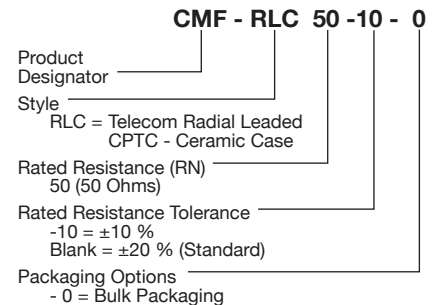 CMF - RLC 50 -10 - 0
Product
Designator
Style
RLC = Telecom Radial Leaded
CPTC - Ceramic Case
Rated Resistance (RN)
50 (50 Ohms)
Rated Resistance Tolerance
-10 = ±10 %
Blank = ±20 % (Standard)
Packaging Options
- 0 = Bulk Packaging